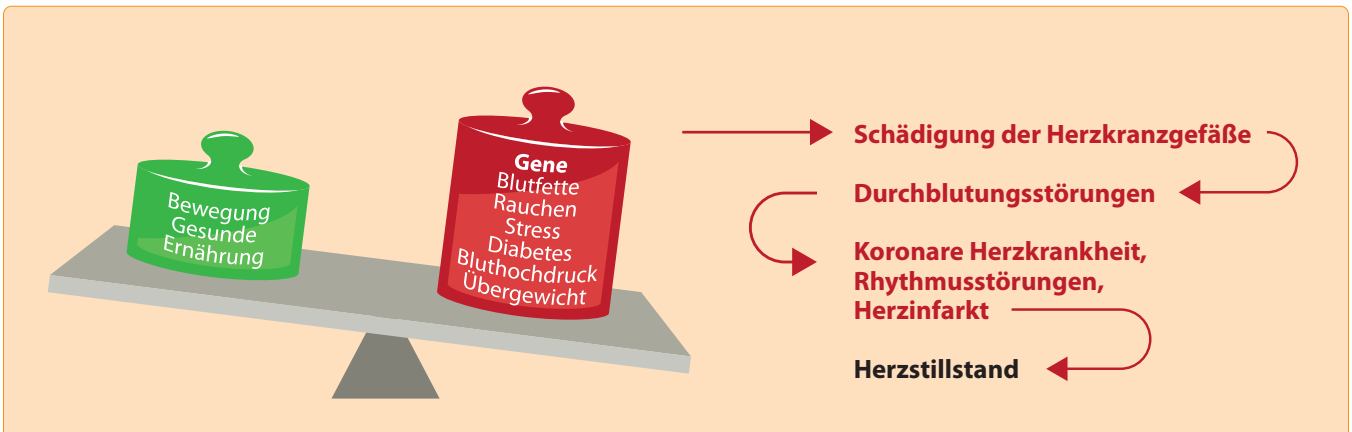 Bewegung
Gesunde
Ernährung
Gene
Blutfette
Rauchen
Stress
Diabetes
Bluthochdruck
Übergewicht
Schädigung der Herzkranzgefäße
Durchblutungsstörungen
Koronare Herzkrankheit,
Rhythmusstörungen,
Herzinfarkt
Herzstillstand